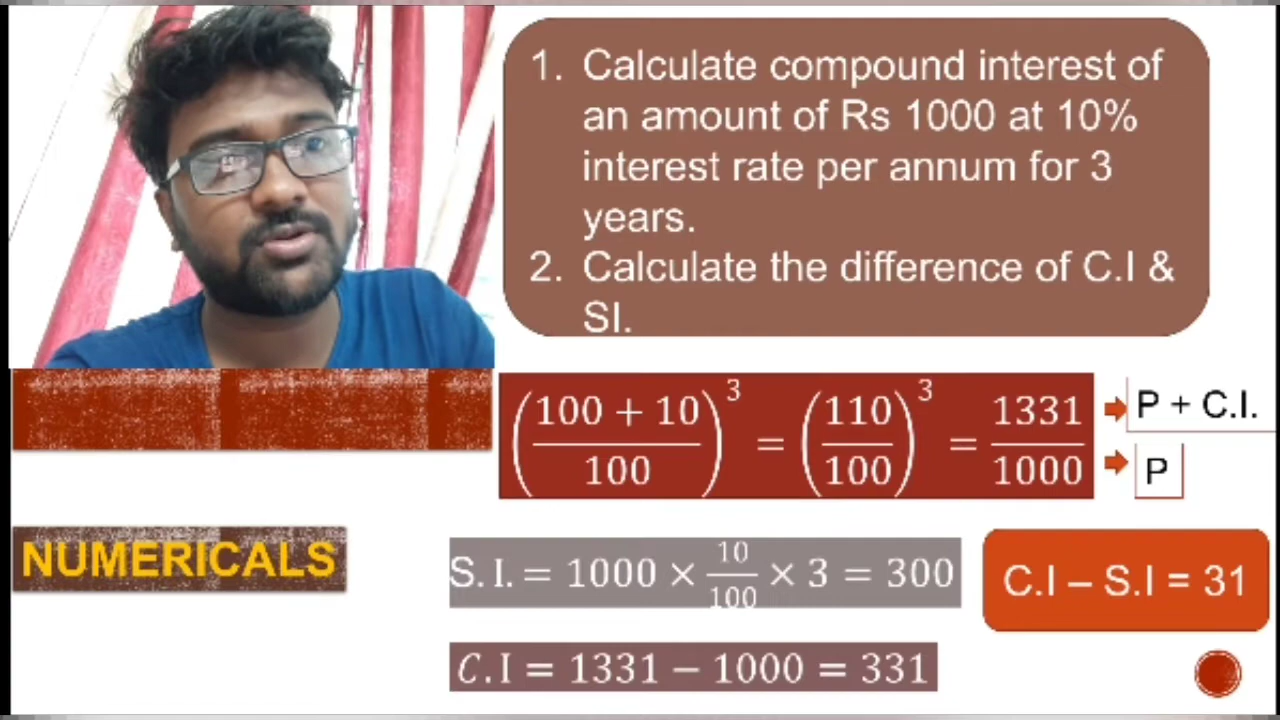 1. Calculate compound interest of
an amount of Rs 1000 at 10%
interest rate per annum for 3
years.
2. Calculate the difference of C.I &
SI.
(100 + 10 / 100)³ = (110 / 100)³ = 1331 / 1000
P + C.I.
P
NUMERICALS
S. I. = 1000 × 10/100 × 3 = 300
C.I – S.I = 31
C.I = 1331 − 1000 = 331